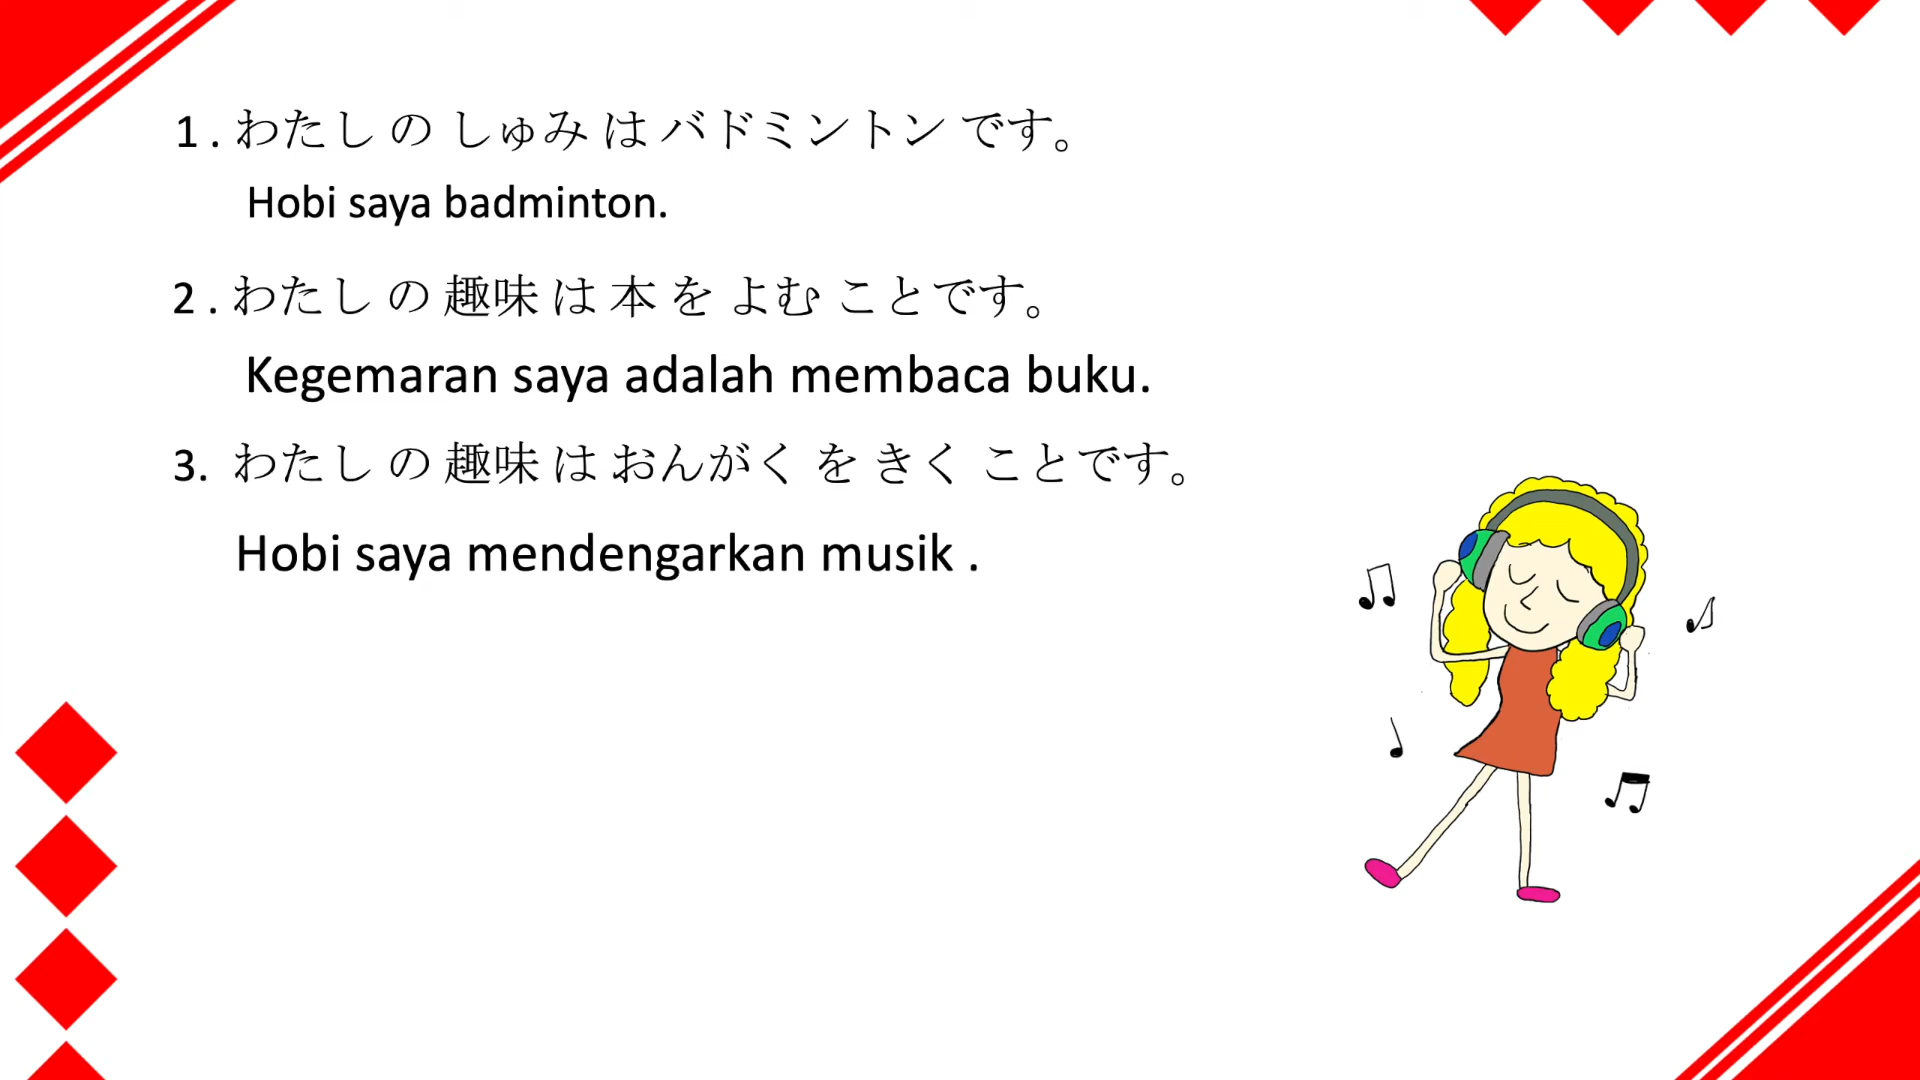 1 . わたし の しゅみ は バドミントン です。
Hobi saya badminton.
2 . わたし の 趣味 は 本 を よむ ことです。
Kegemaran saya adalah membaca buku.
3. わたし の 趣味 は おんがく を きく ことです。
Hobi saya mendengarkan musik .